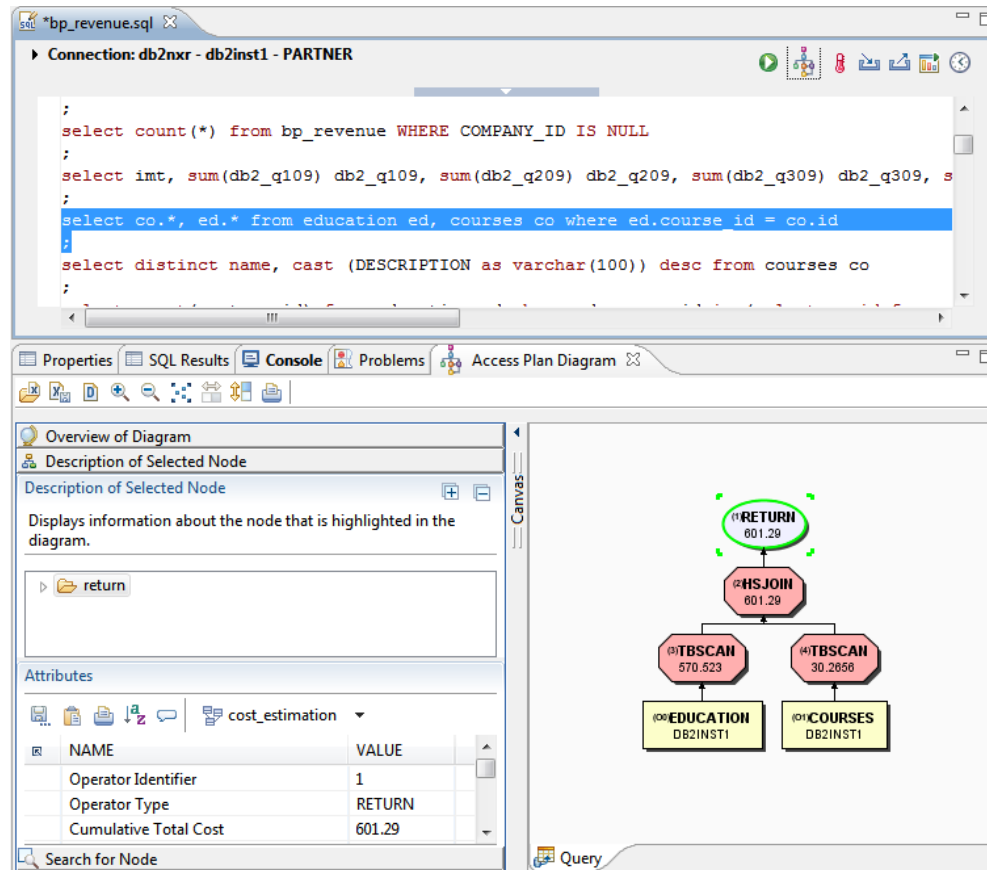 *bp_revenue.sql
Connection: db2nxr - db2inst1 - PARTNER
;
select count(*) from bp_revenue WHERE COMPANY_ID IS NULL
;
select imt, sum(db2_q109) db2_q109, sum(db2_q209) db2_q209, sum(db2_q309) db2_q309, s
;
select co.*, ed.* from education ed, courses co where ed.course_id = co.id
;
select distinct name, cast (DESCRIPTION as varchar(100)) desc from courses co
;
Properties SQL Results Console Problems Access Plan Diagram
Overview of Diagram
Description of Selected Node
Description of Selected Node
Displays information about the node that is highlighted in the
diagram.
return
Attributes
cost_estimation
NAME VALUE
Operator Identifier 1
Operator Type RETURN
Cumulative Total Cost 601.29
Search for Node
Canvas
(1)RETURN
601.29
(2)HSJOIN
601.29
(3)TBSCAN
570.523
(4)TBSCAN
30.2656
(O0)EDUCATION
DB2INST1
(O1)COURSES
DB2INST1
Query